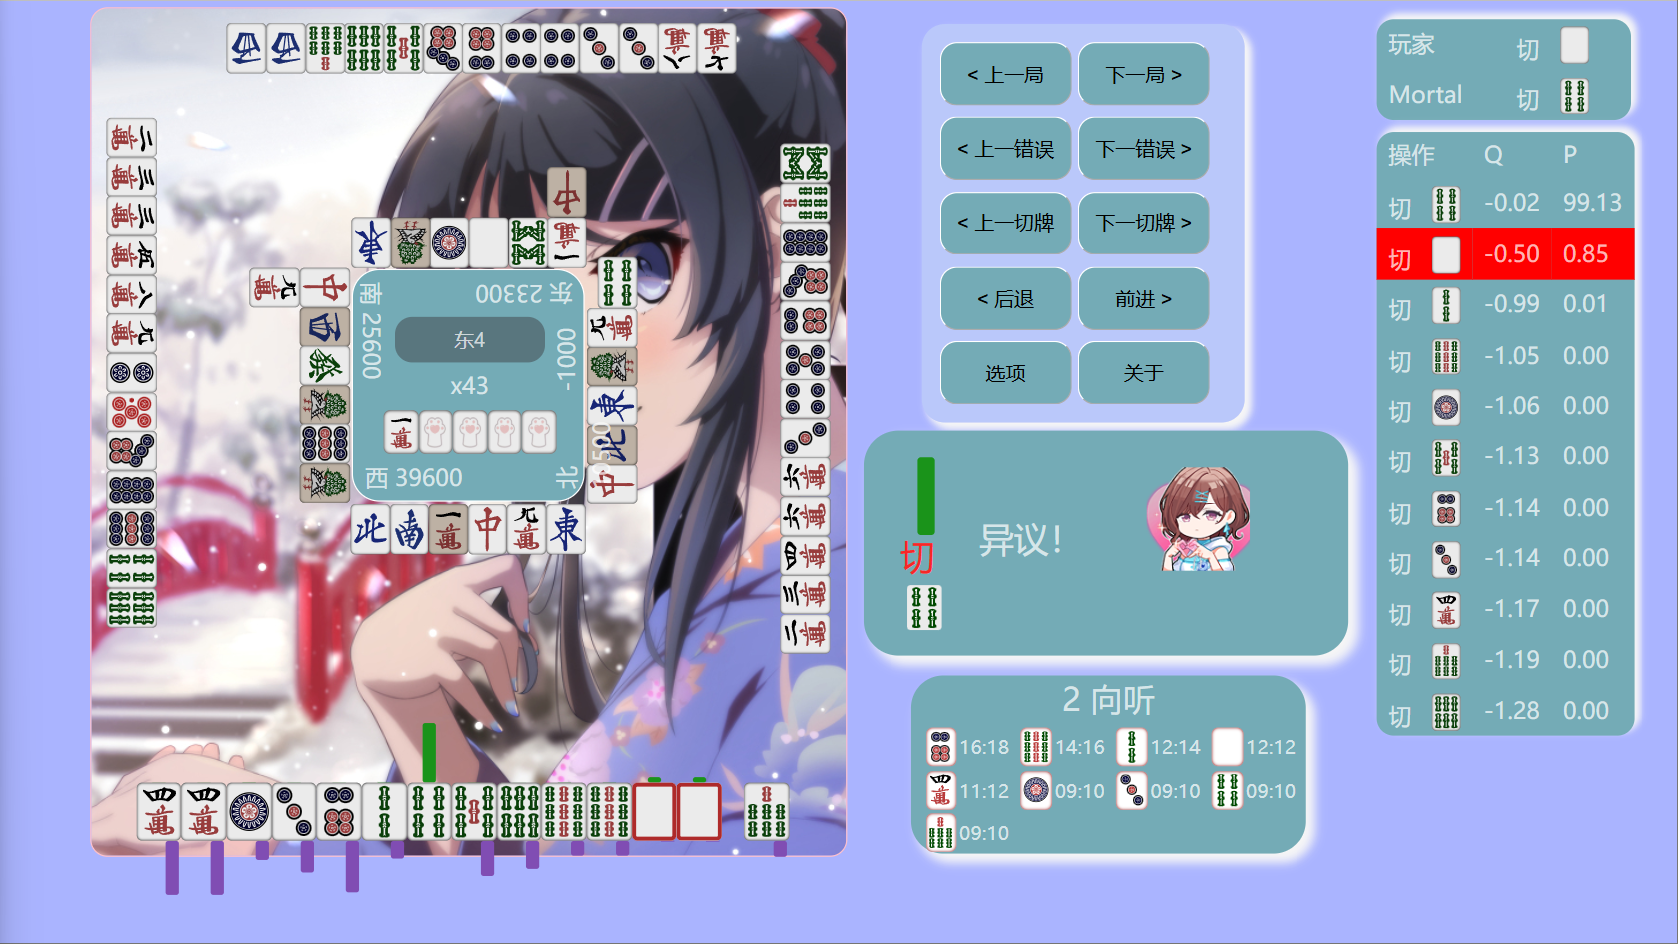 < 上一局
下一局 >
< 上一错误
下一错误 >
< 上一切牌
下一切牌 >
< 后退
前进 >
选项
关于
东 23300
南 25600
-1000
北
9500
东4
x43
西 39600
异议！
切
2 向听
16:18
14:16
12:14
12:12
11:12
09:10
09:10
09:10
09:10
玩家 切
Mortal 切
操作 Q P
切 -0.02 99.13
切 -0.50 0.85
切 -0.99 0.01
切 -1.05 0.00
切 -1.06 0.00
切 -1.13 0.00
切 -1.14 0.00
切 -1.14 0.00
切 -1.17 0.00
切 -1.19 0.00
切 -1.28 0.00